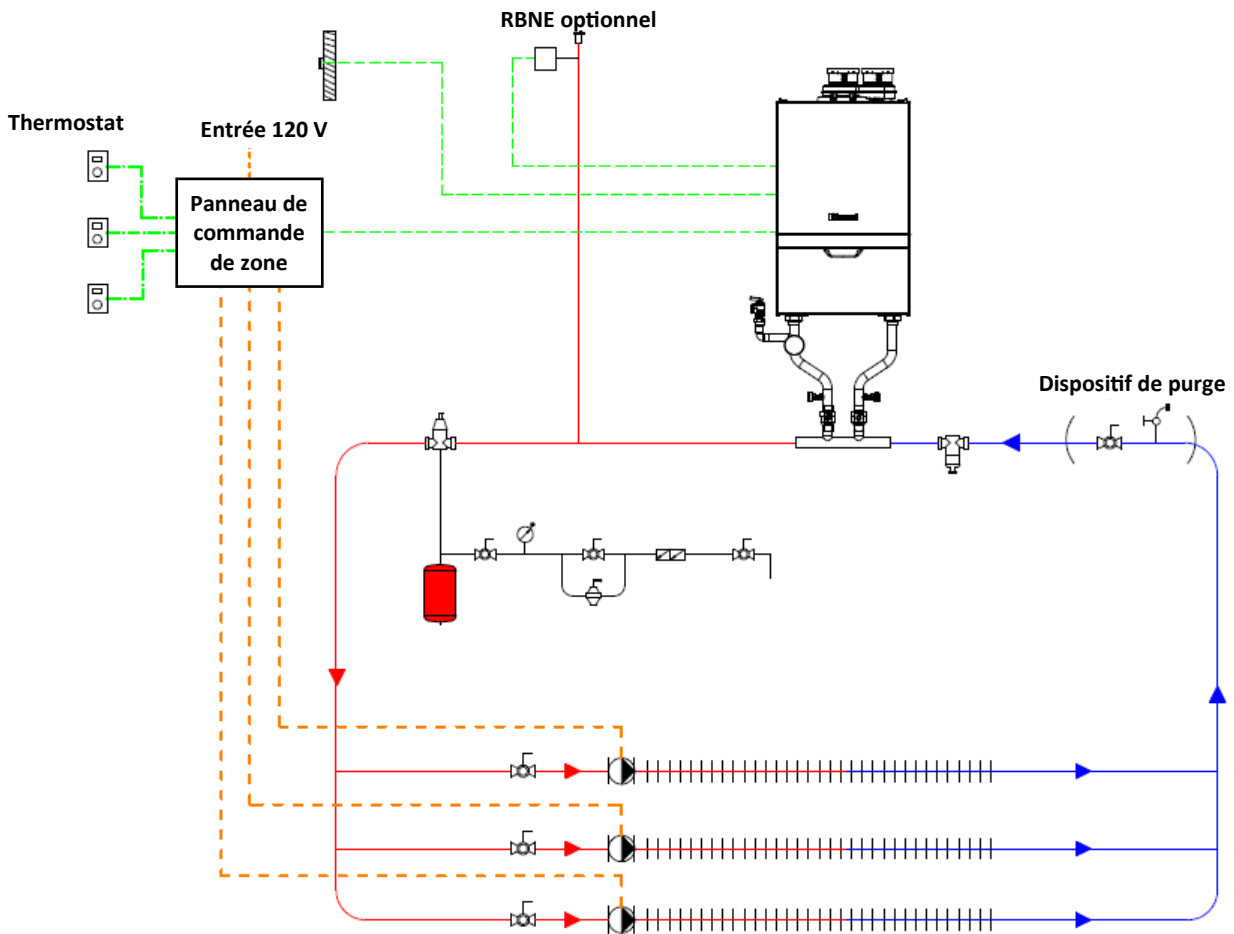 RBNE optionnel
Thermostat
Entrée 120 V
Panneau de
commande
de zone
Dispositif de purge